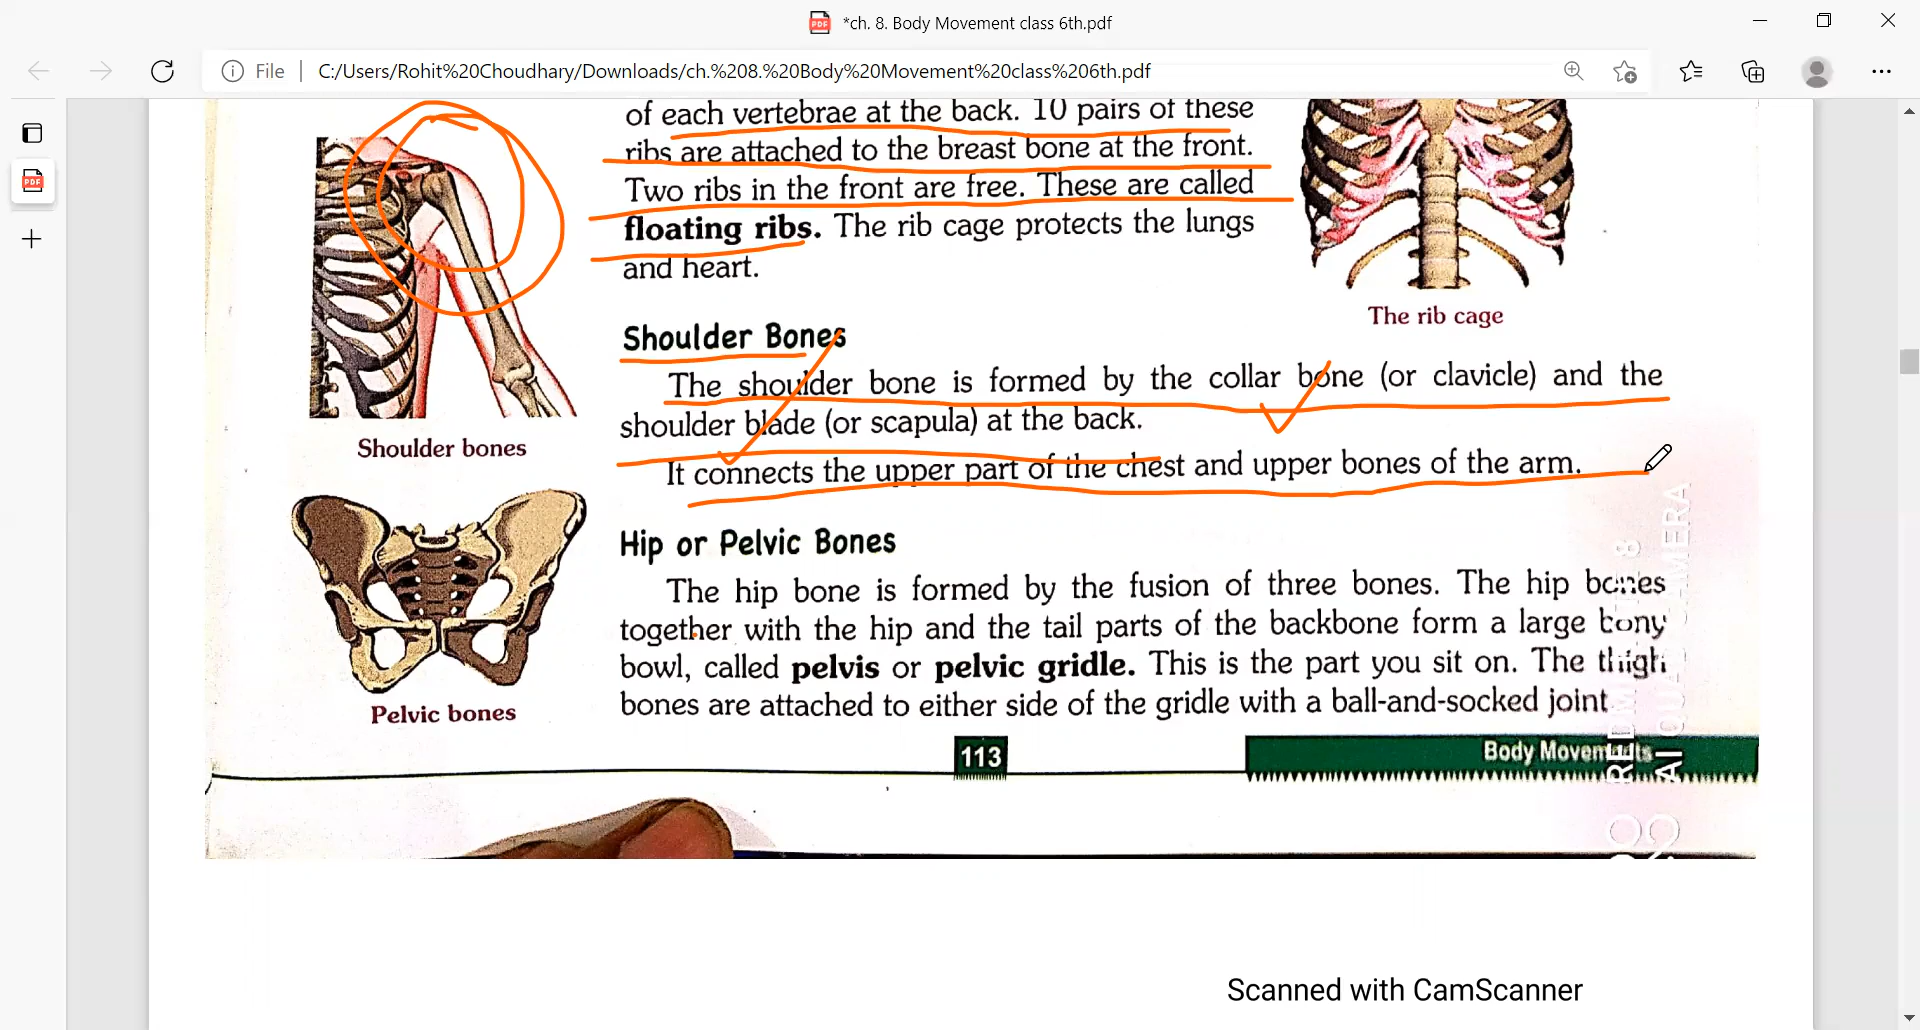 *ch. 8. Body Movement class 6th.pdf
File
C:/Users/Rohit%20Choudhary/Downloads/ch.%208.%20Body%20Movement%20class%206th.pdf
of each vertebrae at the back. 10 pairs of these
ribs are attached to the breast bone at the front.
Two ribs in the front are free. These are called
floating ribs. The rib cage protects the lungs
and heart.
The rib cage
Shoulder Bones
The shoulder bone is formed by the collar bone (or clavicle) and the
shoulder blade (or scapula) at the back.
It connects the upper part of the chest and upper bones of the arm.
Shoulder bones
Hip or Pelvic Bones
The hip bone is formed by the fusion of three bones. The hip bones
together with the hip and the tail parts of the backbone form a large bony
bowl, called pelvis or pelvic gridle. This is the part you sit on. The thigh
bones are attached to either side of the gridle with a ball-and-socked joint
Pelvic bones
113
Body Movements
Scanned with CamScanner